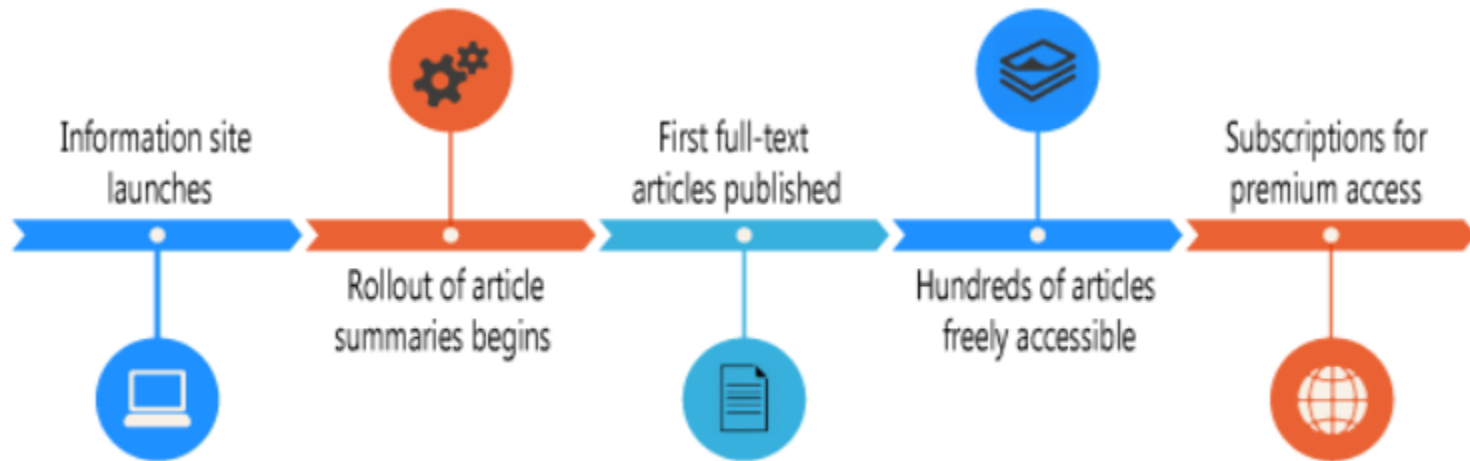 Information site
launches
Rollout of article
summaries begins
First full-text
articles published
Hundreds of articles
freely accessible
Subscriptions for
premium access